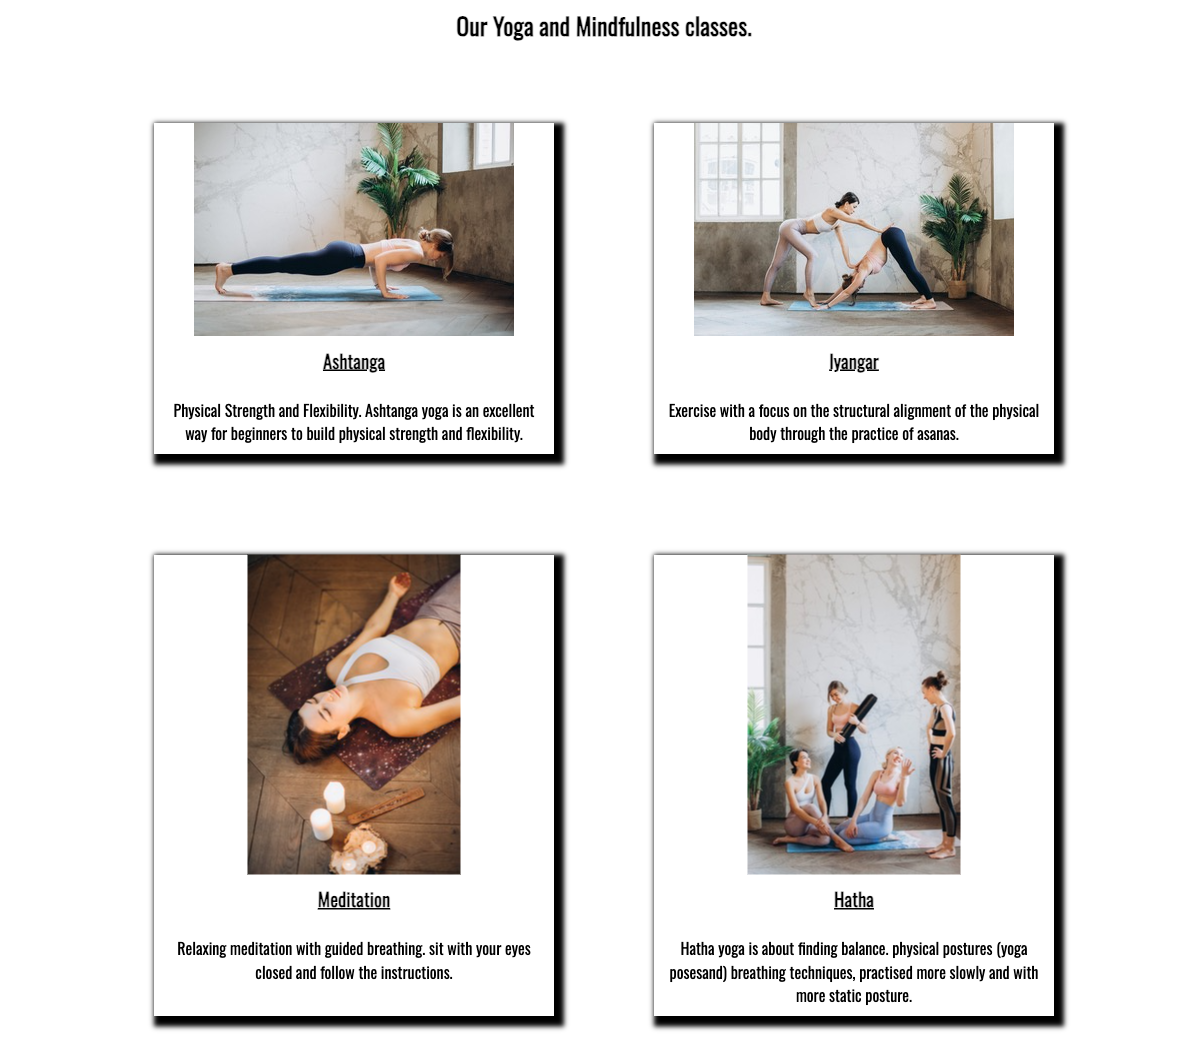 Our Yoga and Mindfulness classes.
Ashtanga
Physical Strength and Flexibility. Ashtanga yoga is an excellent
way for beginners to build physical strength and flexibility.
Jyangar
Exercise with a focus on the structural alignment of the physical
body through the practice of asanas.
Meditation
Relaxing meditation with guided breathing. sit with your eyes
closed and follow the instructions.
Hatha
Hatha yoga is about finding balance. physical postures (yoga
posesand) breathing techniques, practised more slowly and with
more static posture.